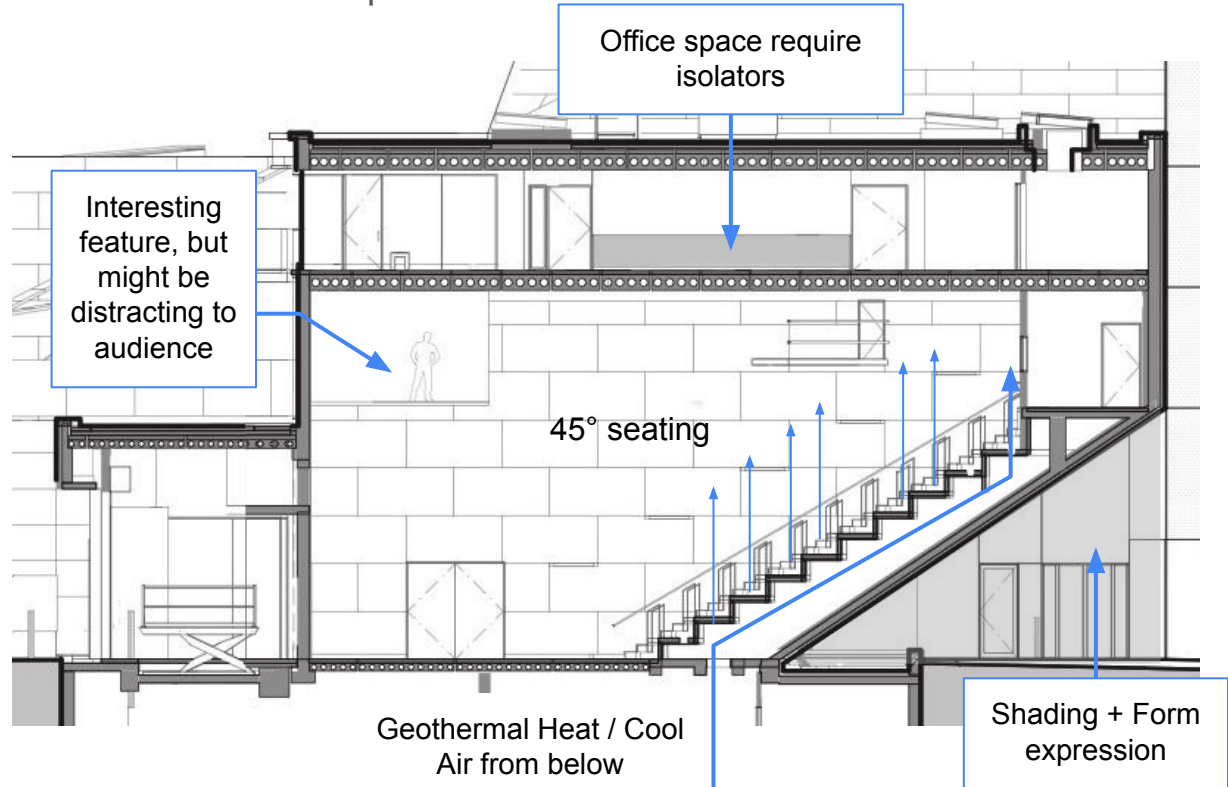 Office space require
isolators
Interesting
feature, but
might be
distracting to
audience
45° seating
Geothermal Heat / Cool
Air from below
Shading + Form
expression